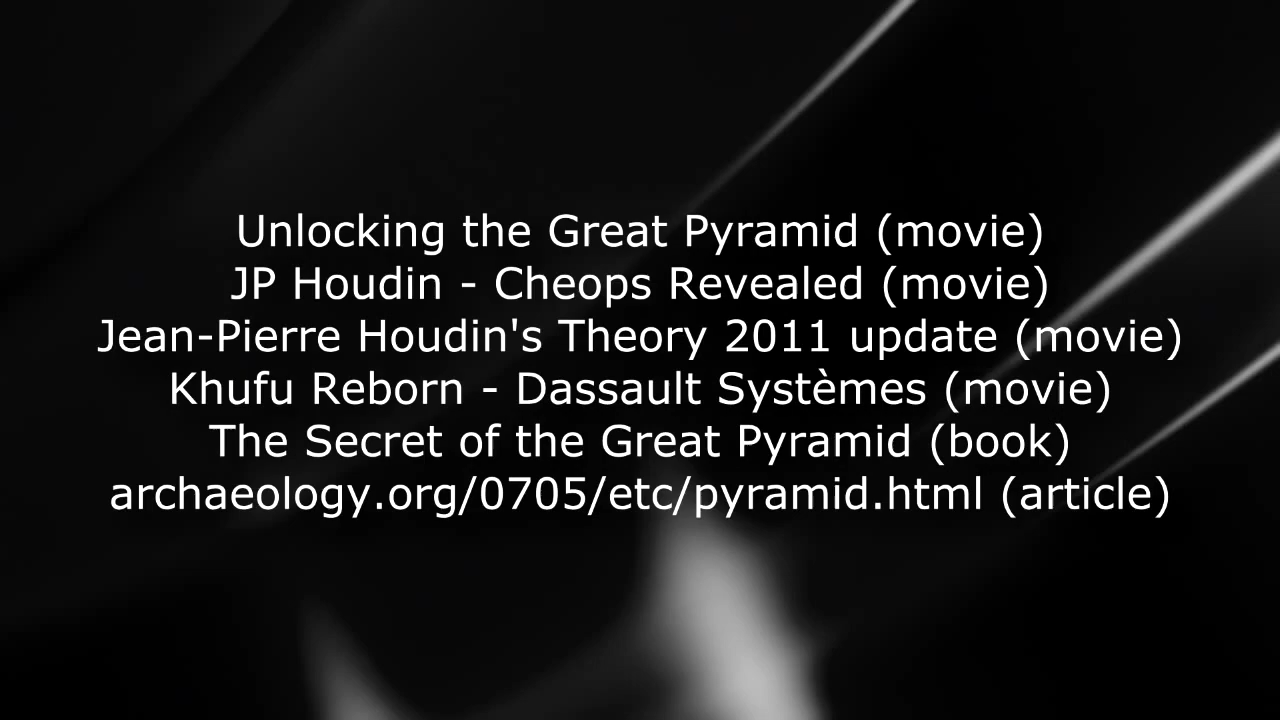 Unlocking the Great Pyramid (movie)
JP Houdin - Cheops Revealed (movie)
Jean-Pierre Houdin's Theory 2011 update (movie)
Khufu Reborn - Dassault Systèmes (movie)
The Secret of the Great Pyramid (book)
archaeology.org/0705/etc/pyramid.html (article)